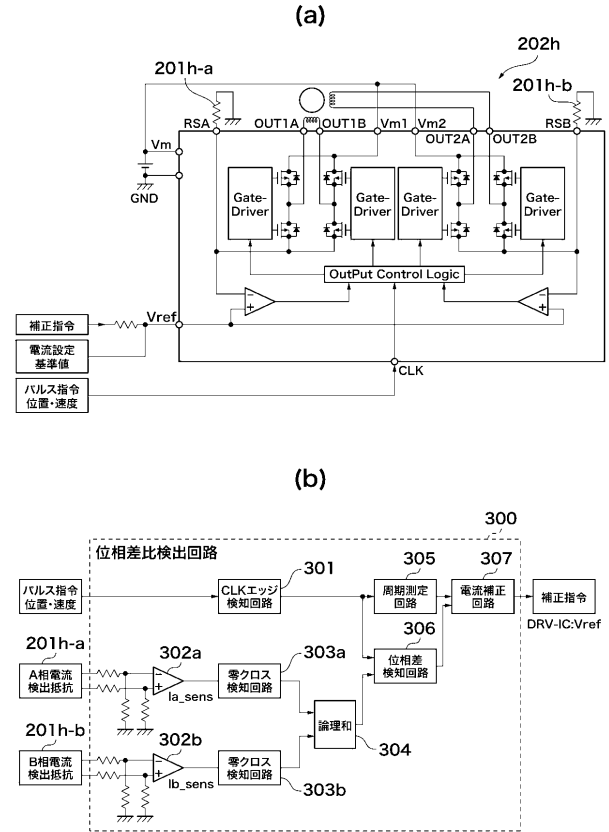 (a)
202h
201h-a
201h-b
RSA
OUT1A
OUT1B
Vm1
Vm2
OUT2A
OUT2B
RSB
Vm
GND
Gate-
Driver
Gate-
Driver
Gate-
Driver
Gate-
Driver
OutPut Control Logic
補正指令
Vref
電流設定
基準値
パルス指令
位置・速度
CLK
(b)
300
位相差比検出回路
301
305
307
パルス指令
位置・速度
CLKエッジ
検知回路
周期測定
回路
電流補正
回路
補正指令
DRV-IC:Vref
306
位相差
検知回路
201h-a
A相電流
検出抵抗
302a
Ia_sens
303a
零クロス
検知回路
論理和
304
201h-b
B相電流
検出抵抗
302b
Ib_sens
零クロス
検知回路
303b
− +
− +
− +
− +